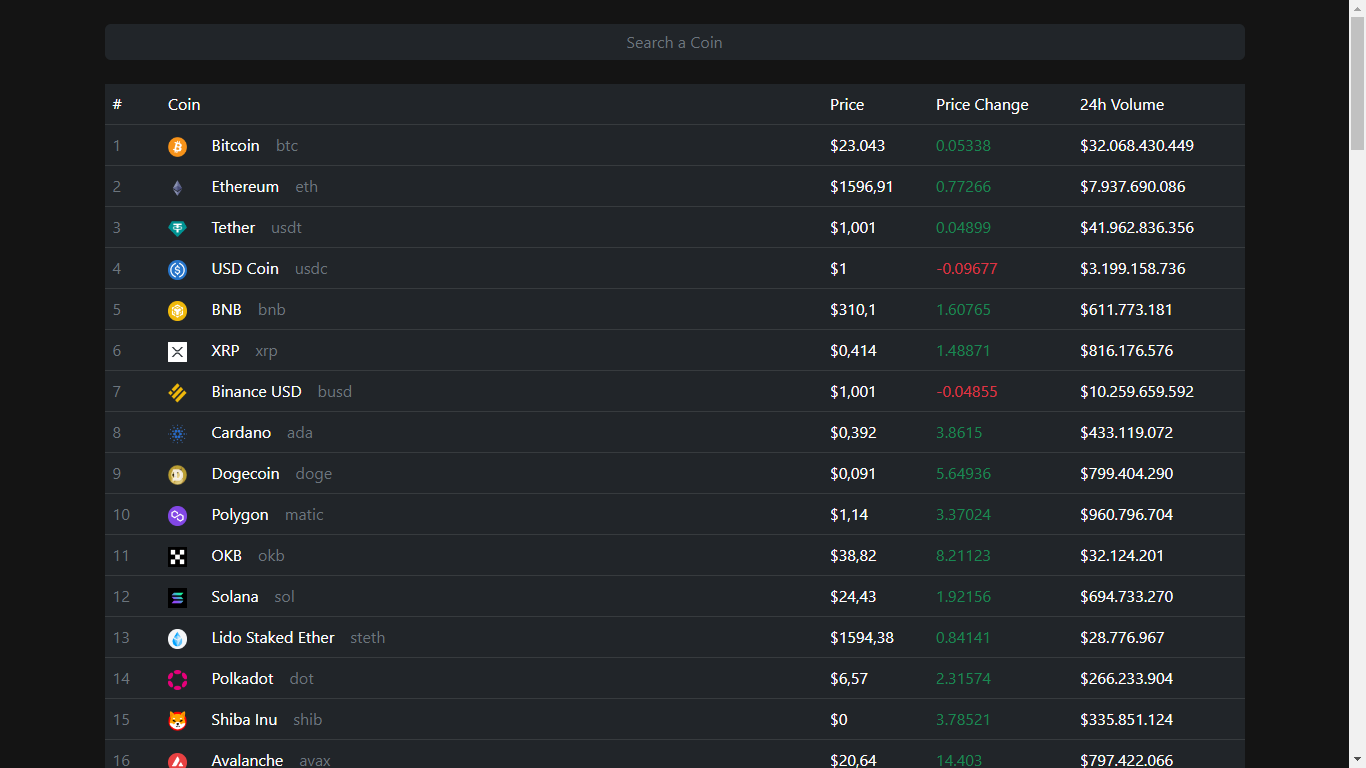 Search a Coin
# Coin Price Price Change 24h Volume
1 Bitcoin btc $23.043 0.05338 $32.068.430.449
2 Ethereum eth $1596,91 0.77266 $7.937.690.086
3 Tether usdt $1,001 0.04899 $41.962.836.356
4 USD Coin usdc $1 -0.09677 $3.199.158.736
5 BNB bnb $310,1 1.60765 $611.773.181
6 XRP xrp $0,414 1.48871 $816.176.576
7 Binance USD busd $1,001 -0.04855 $10.259.659.592
8 Cardano ada $0,392 3.8615 $433.119.072
9 Dogecoin doge $0,091 5.64936 $799.404.290
10 Polygon matic $1,14 3.37024 $960.796.704
11 OKB okb $38,82 8.21123 $32.124.201
12 Solana sol $24,43 1.92156 $694.733.270
13 Lido Staked Ether steth $1594,38 0.84141 $28.776.967
14 Polkadot dot $6,57 2.31574 $266.233.904
15 Shiba Inu shib $0 3.78521 $335.851.124
16 Avalanche avax $20,64 14.403 $797.422.066